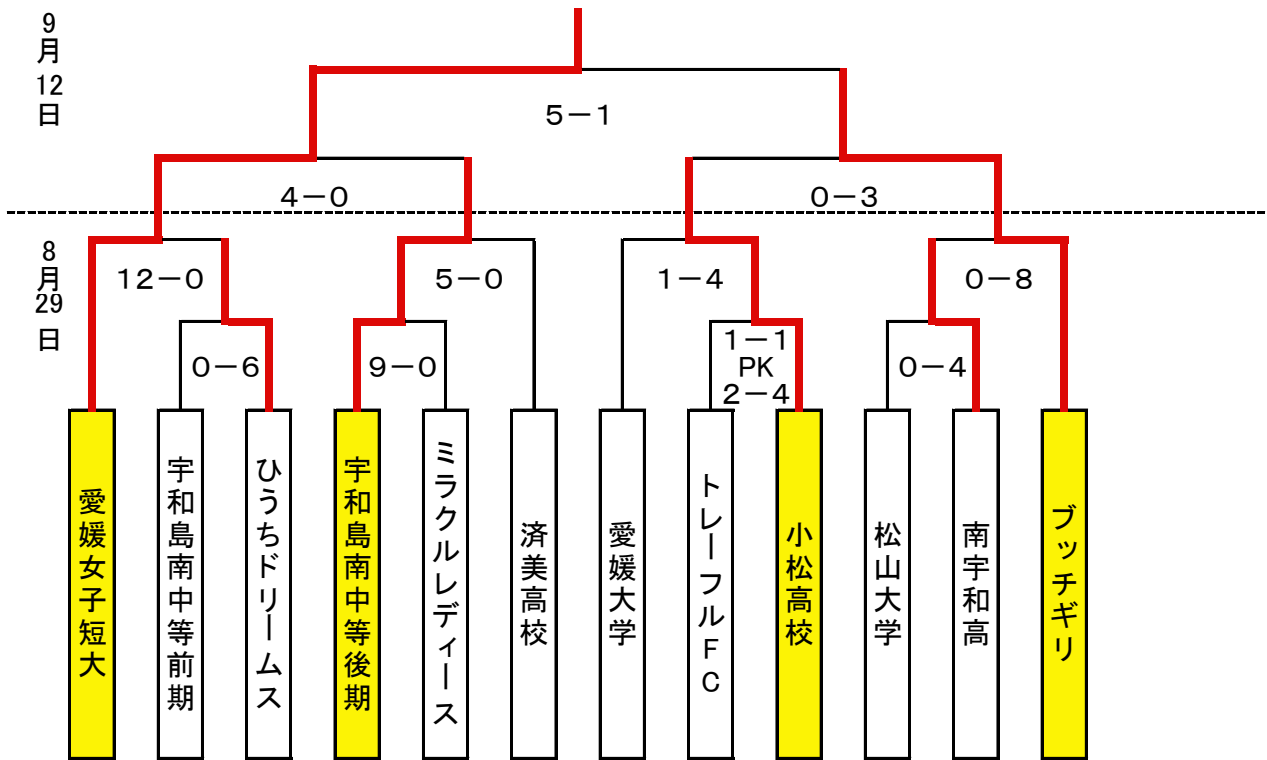 9月12日
5－1
4－0
0－3
8月29日
12－0
5－0
1－4
0－8
0－6
9－0
1－1
PK
2－4
0－4
愛媛女子短大
宇和島南中等前期
ひうちドリームス
宇和島南中等後期
ミラクルレディース
済美高校
愛媛大学
トレーフルFC
小松高校
松山大学
南宇和高
ブッチギリ